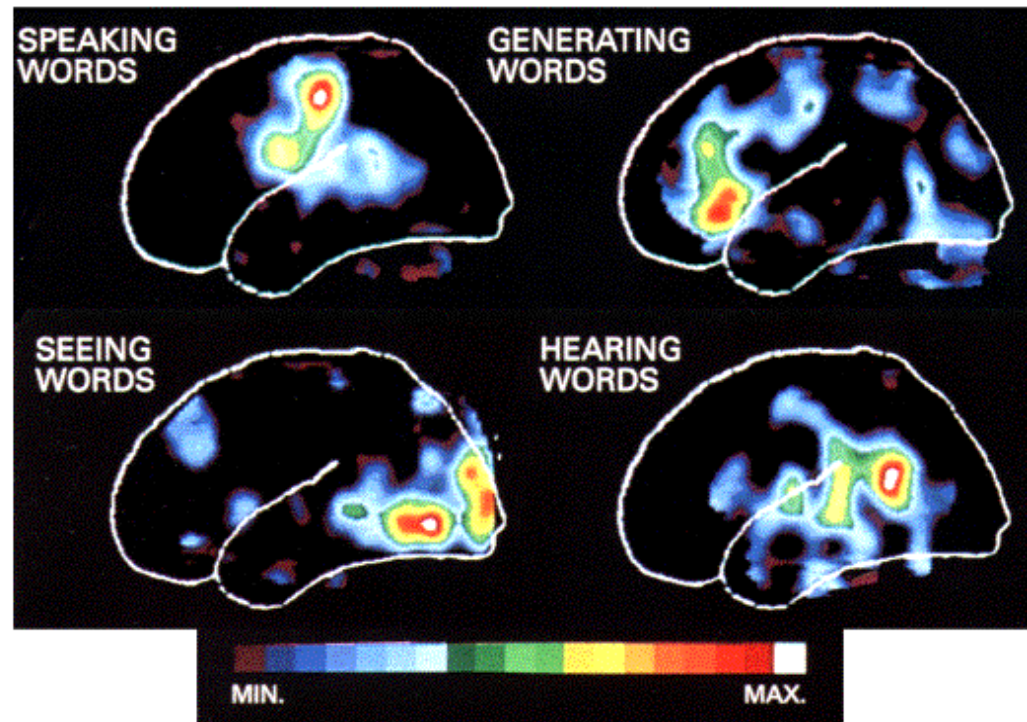 SPEAKING
WORDS
GENERATING
WORDS
SEEING
WORDS
HEARING
WORDS
MIN.
MAX.